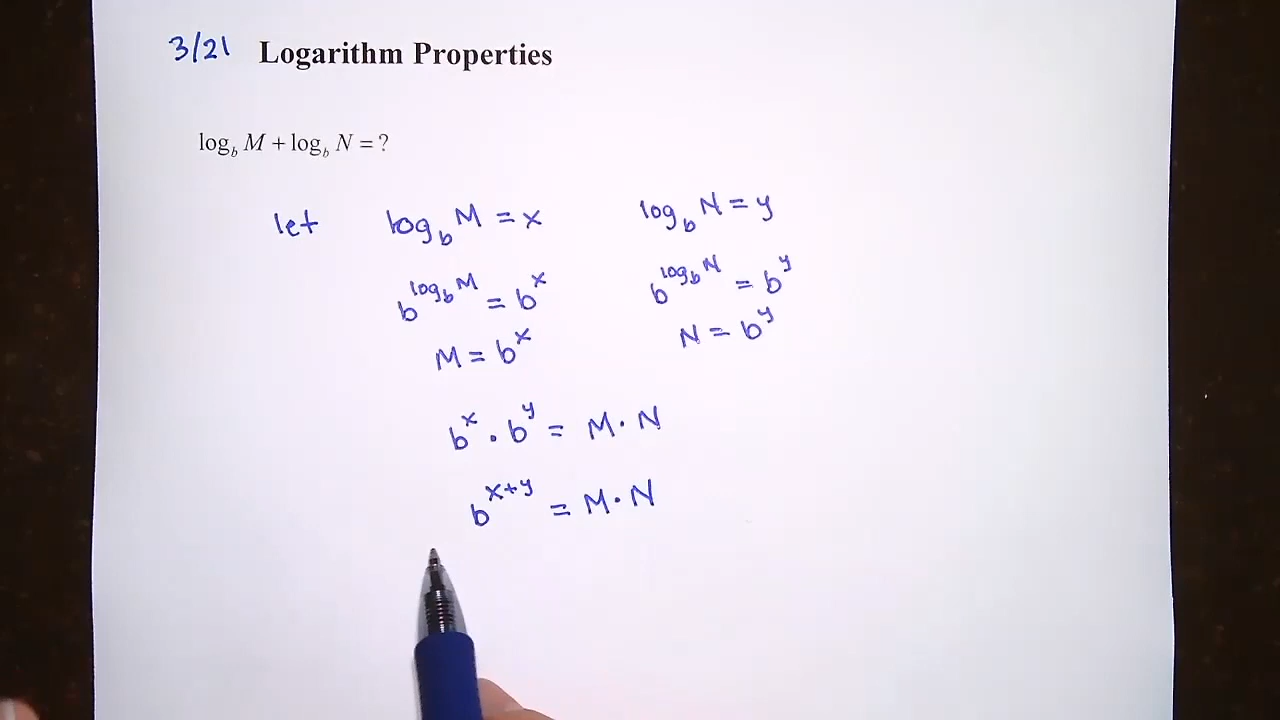 3/21 Logarithm Properties
log_b M + log_b N = ?
let log_b M = x log_b N = y
b^{log_b M} = b^x b^{log_b N} = b^y
M = b^x N = b^y
b^x · b^y = M · N
b^{x+y} = M · N